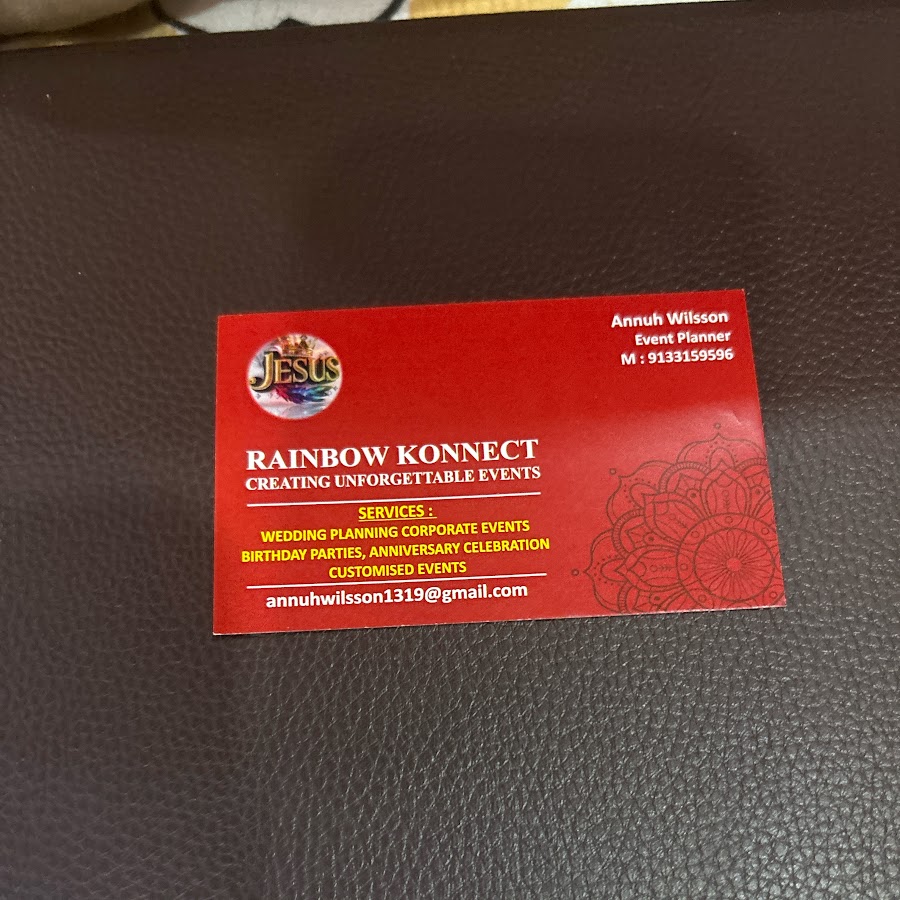 JESUS
Annuh Wilsson
Event Planner
M : 9133159596
RAINBOW KONNECT
CREATING UNFORGETTABLE EVENTS
SERVICES :
WEDDING PLANNING CORPORATE EVENTS
BIRTHDAY PARTIES, ANNIVERSARY CELEBRATION
CUSTOMISED EVENTS
annuhwilsson1319@gmail.com